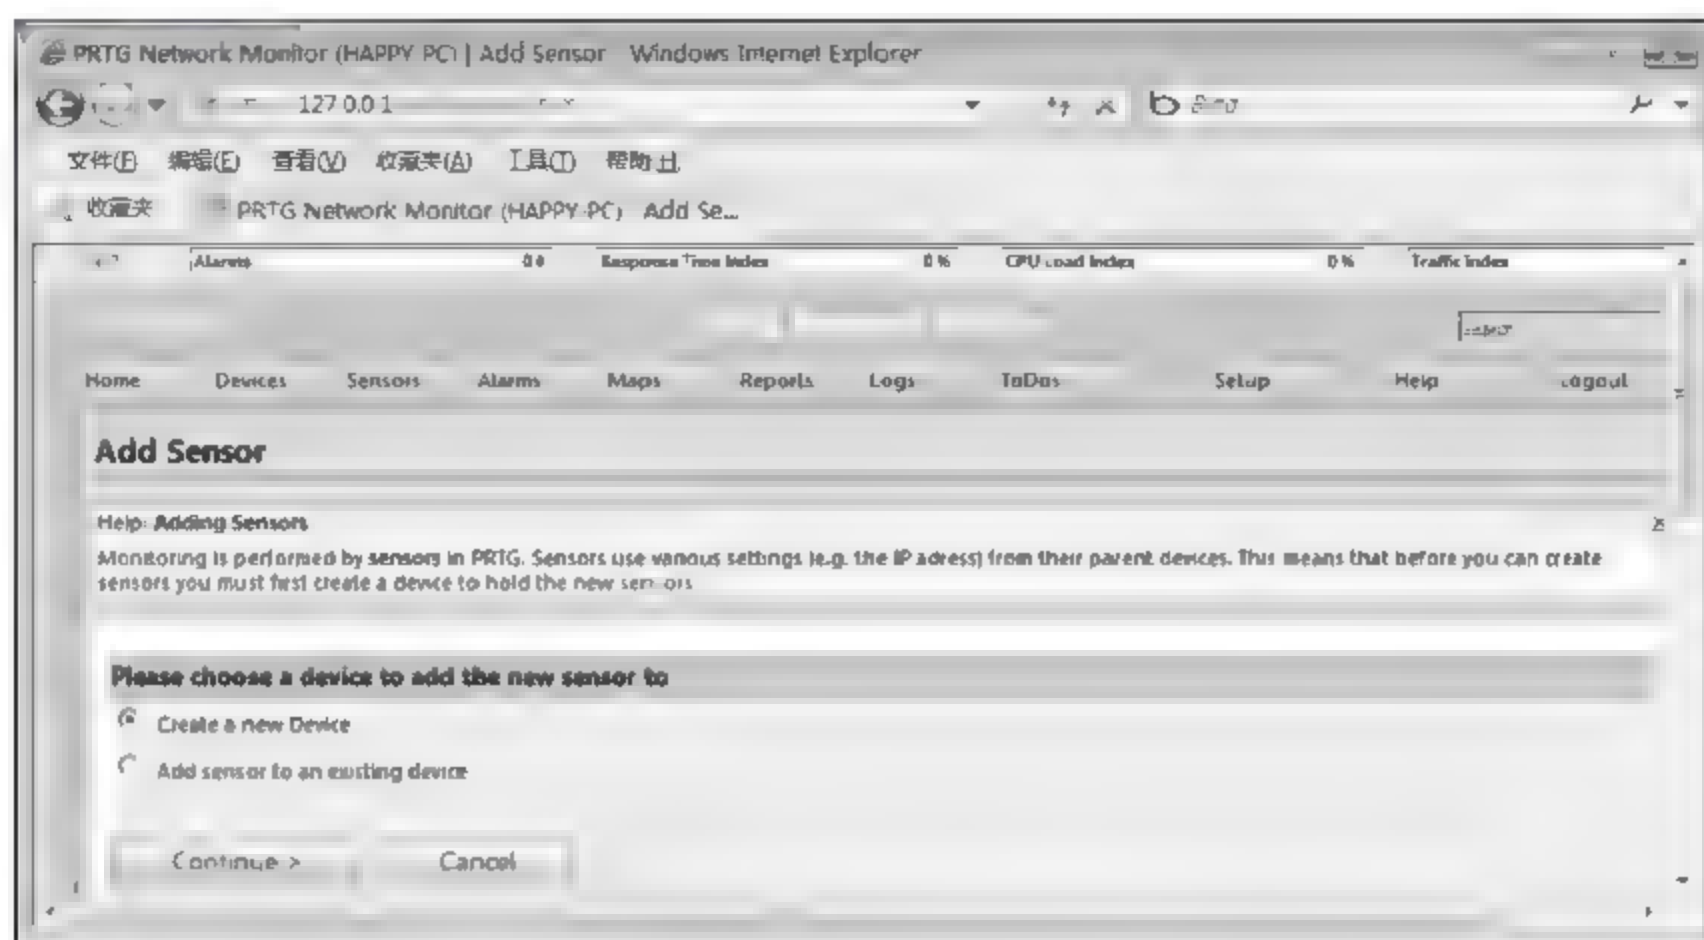 PRTG Network Monitor (HAPPY-PC) | Add Sensor Windows Internet Explorer
127.0.0.1 Bing
文件(F) 编辑(E) 查看(V) 收藏夹(A) 工具(T) 帮助(H)
收藏夹 PRTG Network Monitor (HAPPY-PC) Add Se...
Alarms Response Time Index 0 % CPU Load Index 0 % Traffic Index
Home Devices Sensors Alarms Maps Reports Logs ToDos Setup Help Logout
Add Sensor
Help: Adding Sensors
Monitoring is performed by sensors in PRTG. Sensors use various settings (e.g. the IP adress) from their parent devices. This means that before you can create
sensors you must first create a device to hold the new sensors
Please choose a device to add the new sensor to
Create a new Device
Add sensor to an existing device
Continue > Cancel